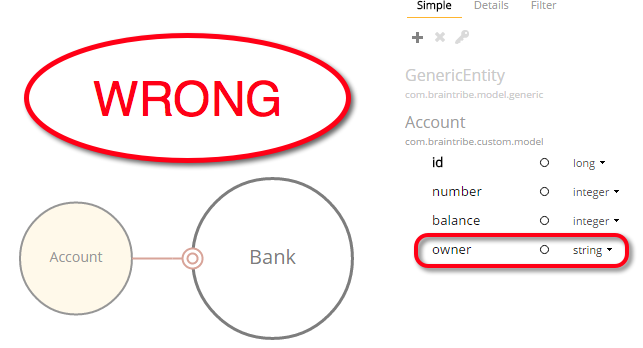 Simple Details Filter
WRONG
GenericEntity
com.braintribe.model.generic
Account
com.braintribe.custom.model
id long
number integer
balance integer
owner string
Account
Bank